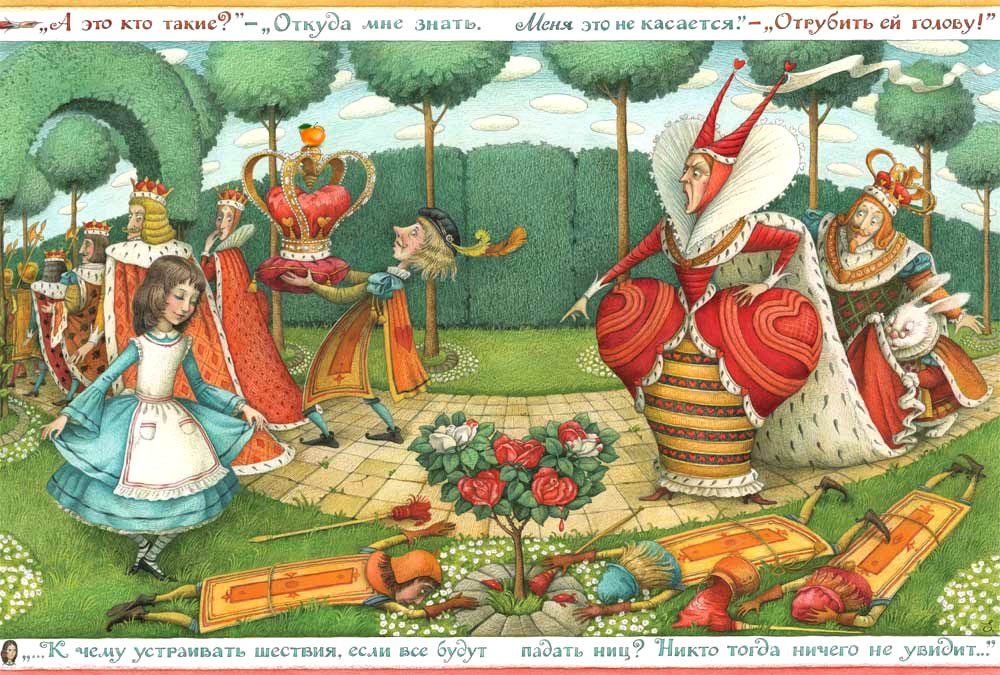 „А это кто такие?” – „Откуда мне знать. Меня это не касается.” – „Отрубить ей голову!”
„...К чему устраивать шествия, если все будут падать ниц? Никто тогда ничего не увидит...”